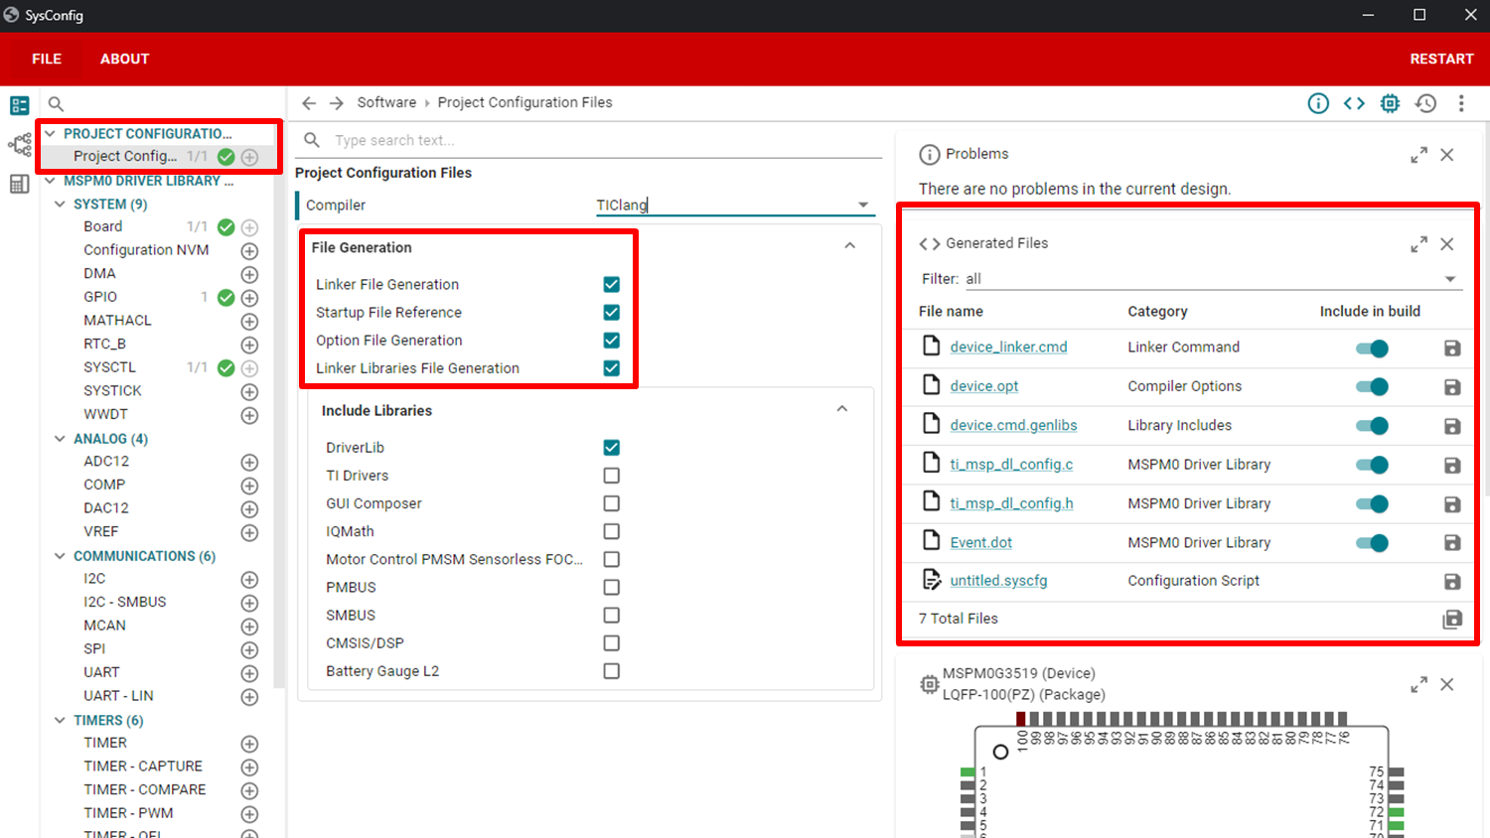 SysConfig
FILE
ABOUT
RESTART
Software
Project Configuration Files
PROJECT CONFIGURATIO...
Project Config... 1/1
MSPM0 DRIVER LIBRARY ...
SYSTEM (9)
Board 1/1
Configuration NVM
DMA
GPIO 1
MATHACL
RTC_B
SYSCTL 1/1
SYSTICK
WWDT
ANALOG (4)
ADC12
COMP
DAC12
VREF
COMMUNICATIONS (6)
I2C
I2C - SMBUS
MCAN
SPI
UART
UART - LIN
TIMERS (6)
TIMER
TIMER - CAPTURE
TIMER - COMPARE
TIMER - PWM
TIMER - QEI
Type search text...
Project Configuration Files
Compiler TIClang
File Generation
Linker File Generation
Startup File Reference
Option File Generation
Linker Libraries File Generation
Include Libraries
DriverLib
TI Drivers
GUI Composer
IQMath
Motor Control PMSM Sensorless FOC...
PMBUS
SMBUS
CMSIS/DSP
Battery Gauge L2
Problems
There are no problems in the current design.
Generated Files
Filter: all
File name Category Include in build
device_linker.cmd Linker Command
device.opt Compiler Options
device.cmd.genlibs Library Includes
ti_msp_dl_config.c MSPM0 Driver Library
ti_msp_dl_config.h MSPM0 Driver Library
Event.dot MSPM0 Driver Library
untitled.syscfg Configuration Script
7 Total Files
MSPM0G3519 (Device)
LQFP-100(PZ) (Package)
100 99 98 97 96 95 94 93 92 91 90 89 88 87 86 85 84 83 82 81 80 79 78 77 76
1 75
2 74
3 73
4 72
5 71
6 70